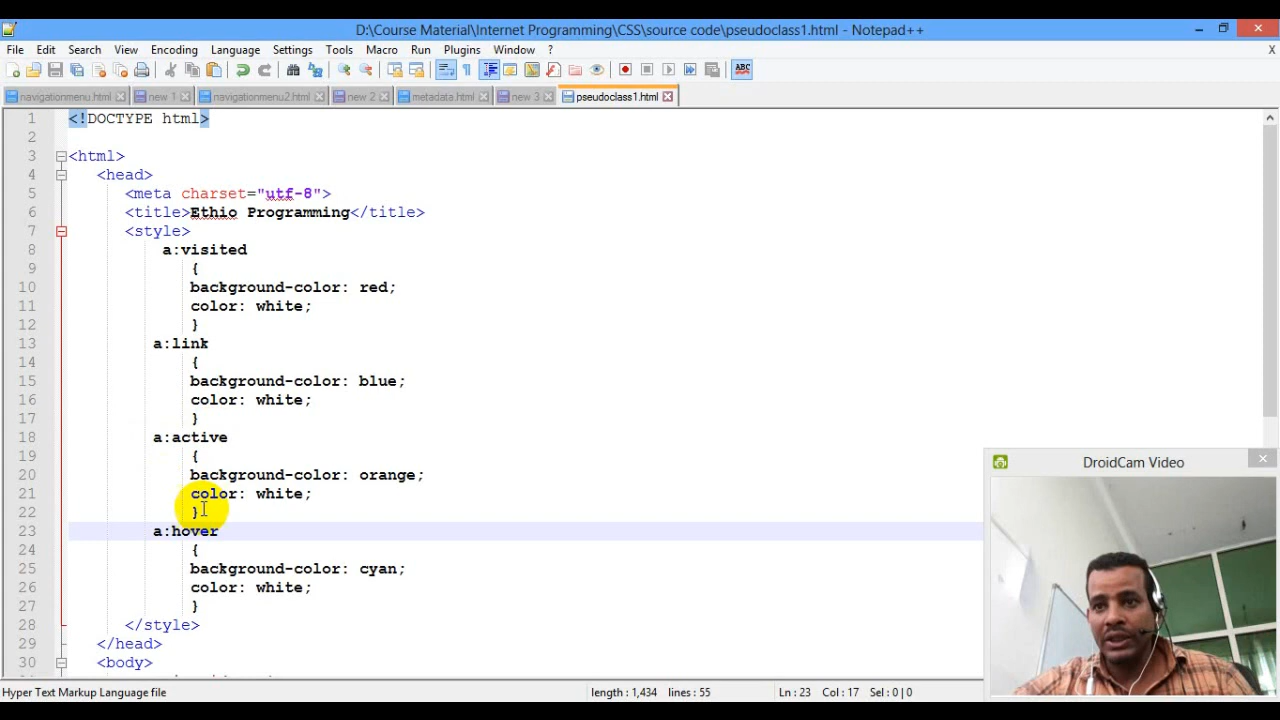 D:\Course Material\Internet Programming\CSS\source code\pseudoclass1.html - Notepad++
File Edit Search View Encoding Language Settings Tools Macro Run Plugins Window ? X
navigationmenu.html new 1 navigationmenu2.html new 2 metadata.html new 3 pseudoclass1.html
1 <!DOCTYPE html>
2
3 <html>
4 <head>
5 <meta charset="utf-8">
6 <title>Ethio Programming</title>
7 <style>
8 a:visited
9 {
10 background-color: red;
11 color: white;
12 }
13 a:link
14 {
15 background-color: blue;
16 color: white;
17 }
18 a:active
19 {
20 background-color: orange;
21 color: white;
22 }
23 a:hover
24 {
25 background-color: cyan;
26 color: white;
27 }
28 </style>
29 </head>
30 <body>
DroidCam Video
Hyper Text Markup Language file length : 1,434 lines : 55 Ln : 23 Col : 17 Sel : 0 | 0